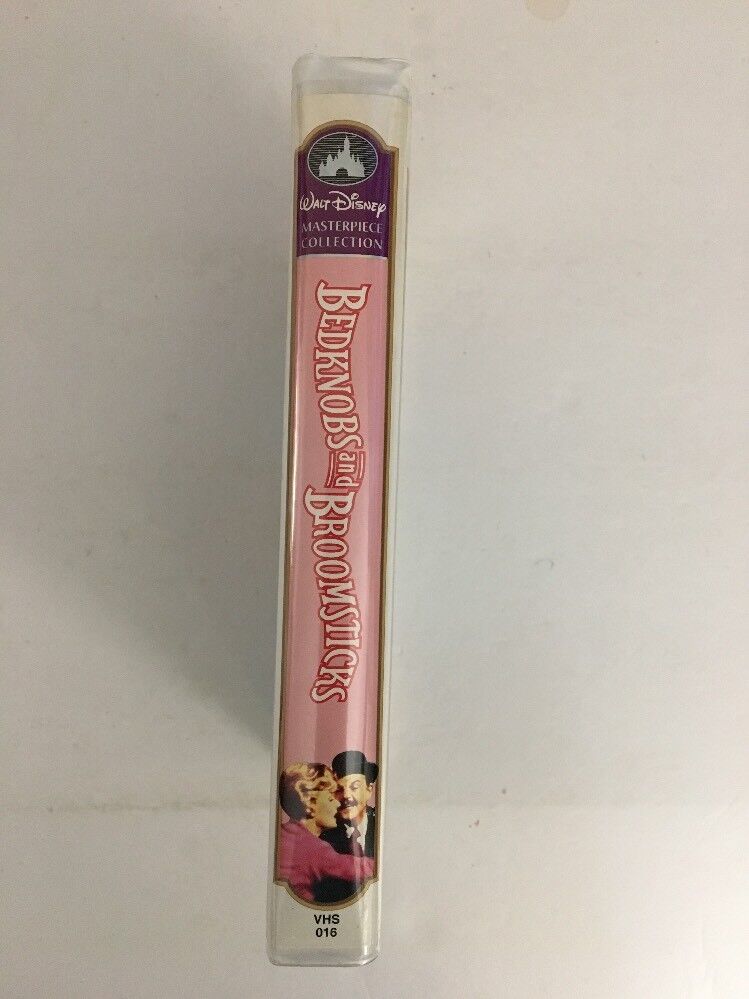 WALT DISNEY
MASTERPIECE
COLLECTION
BEDKNOBS and BROOMSTICKS
VHS
016